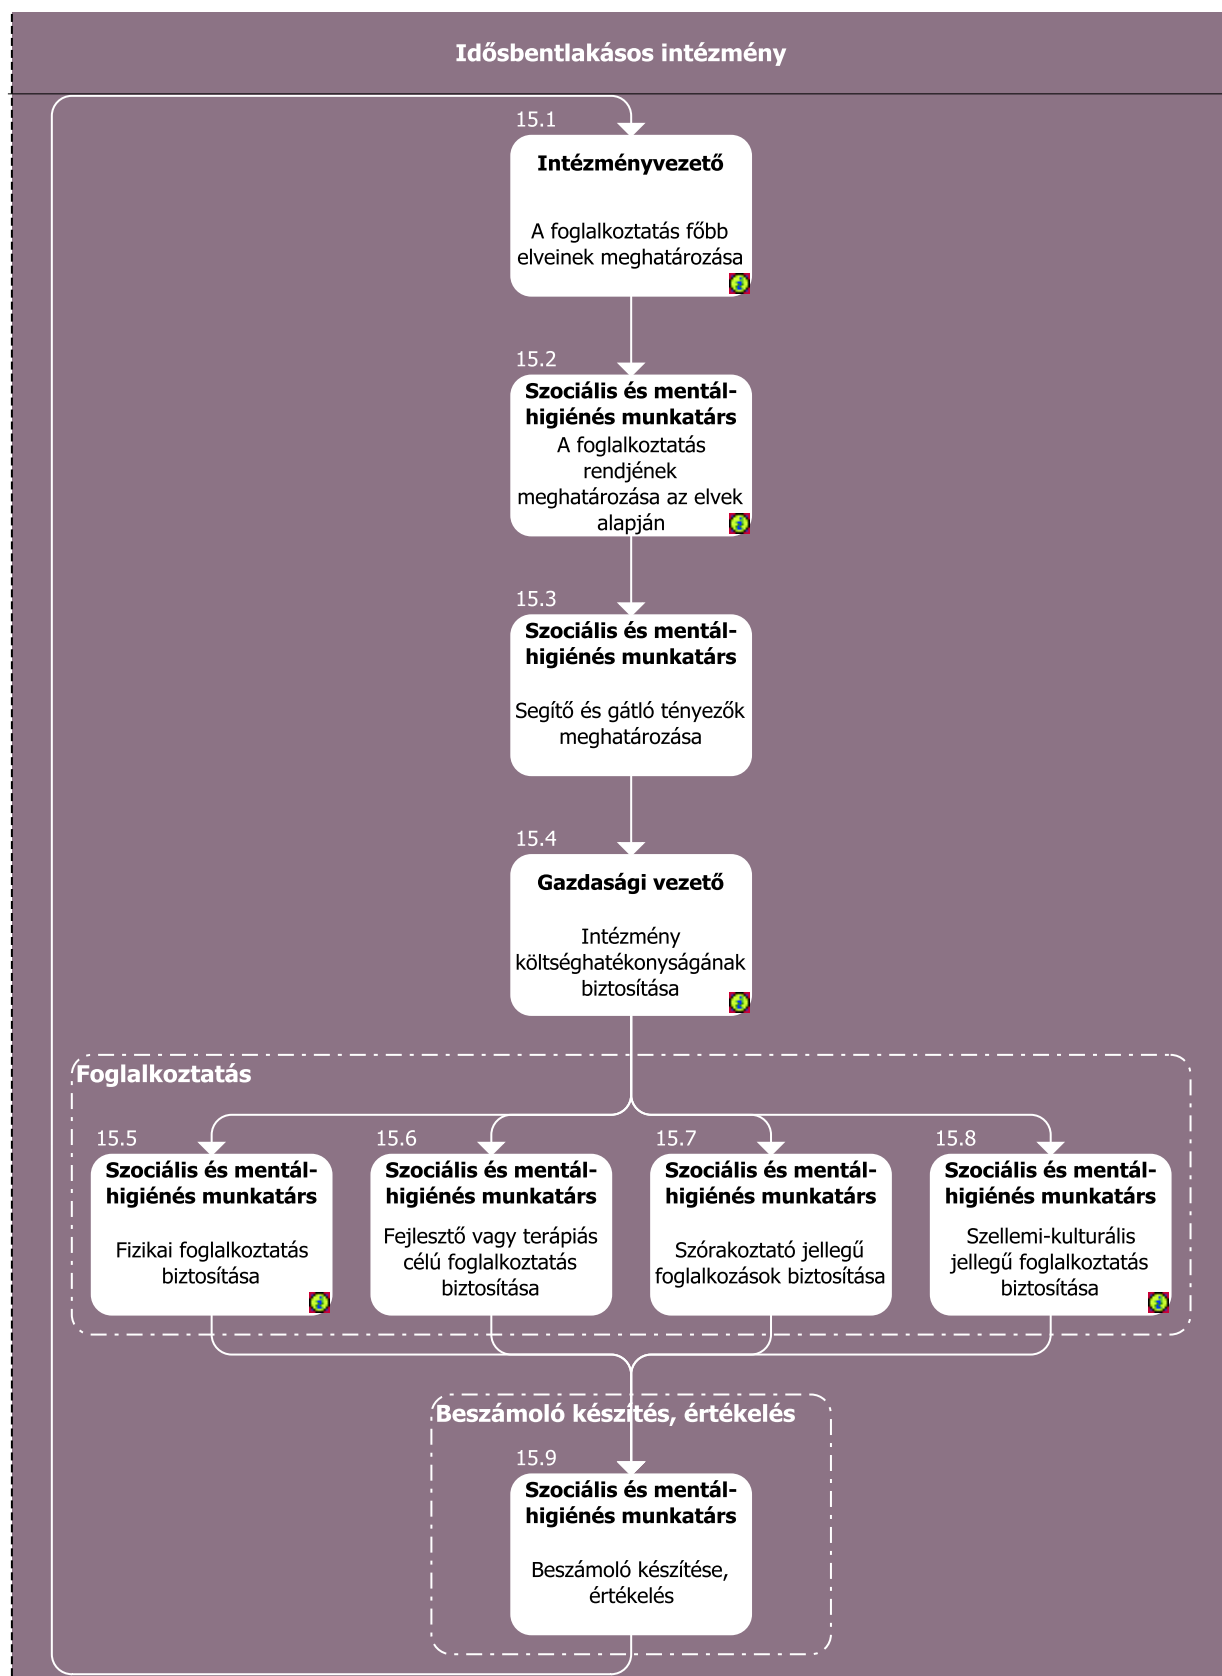 Idősbentlakásos intézmény
15.1
Intézményvezető
A foglalkoztatás főbb
elveinek meghatározása
15.2
Szociális és mentál-
higiénés munkatárs
A foglalkoztatás
rendjének
meghatározása az elvek
alapján
15.3
Szociális és mentál-
higiénés munkatárs
Segítő és gátló tényezők
meghatározása
15.4
Gazdasági vezető
Intézmény
költséghatékonyságának
biztosítása
Foglalkoztatás
15.5
Szociális és mentál-
higiénés munkatárs
Fizikai foglalkoztatás
biztosítása
15.6
Szociális és mentál-
higiénés munkatárs
Fejlesztő vagy terápiás
célú foglalkoztatás
biztosítása
15.7
Szociális és mentál-
higiénés munkatárs
Szórakoztató jellegű
foglalkozások biztosítása
15.8
Szociális és mentál-
higiénés munkatárs
Szellemi-kulturális
jellegű foglalkoztatás
biztosítása
Beszámoló készítés, értékelés
15.9
Szociális és mentál-
higiénés munkatárs
Beszámoló készítése,
értékelés